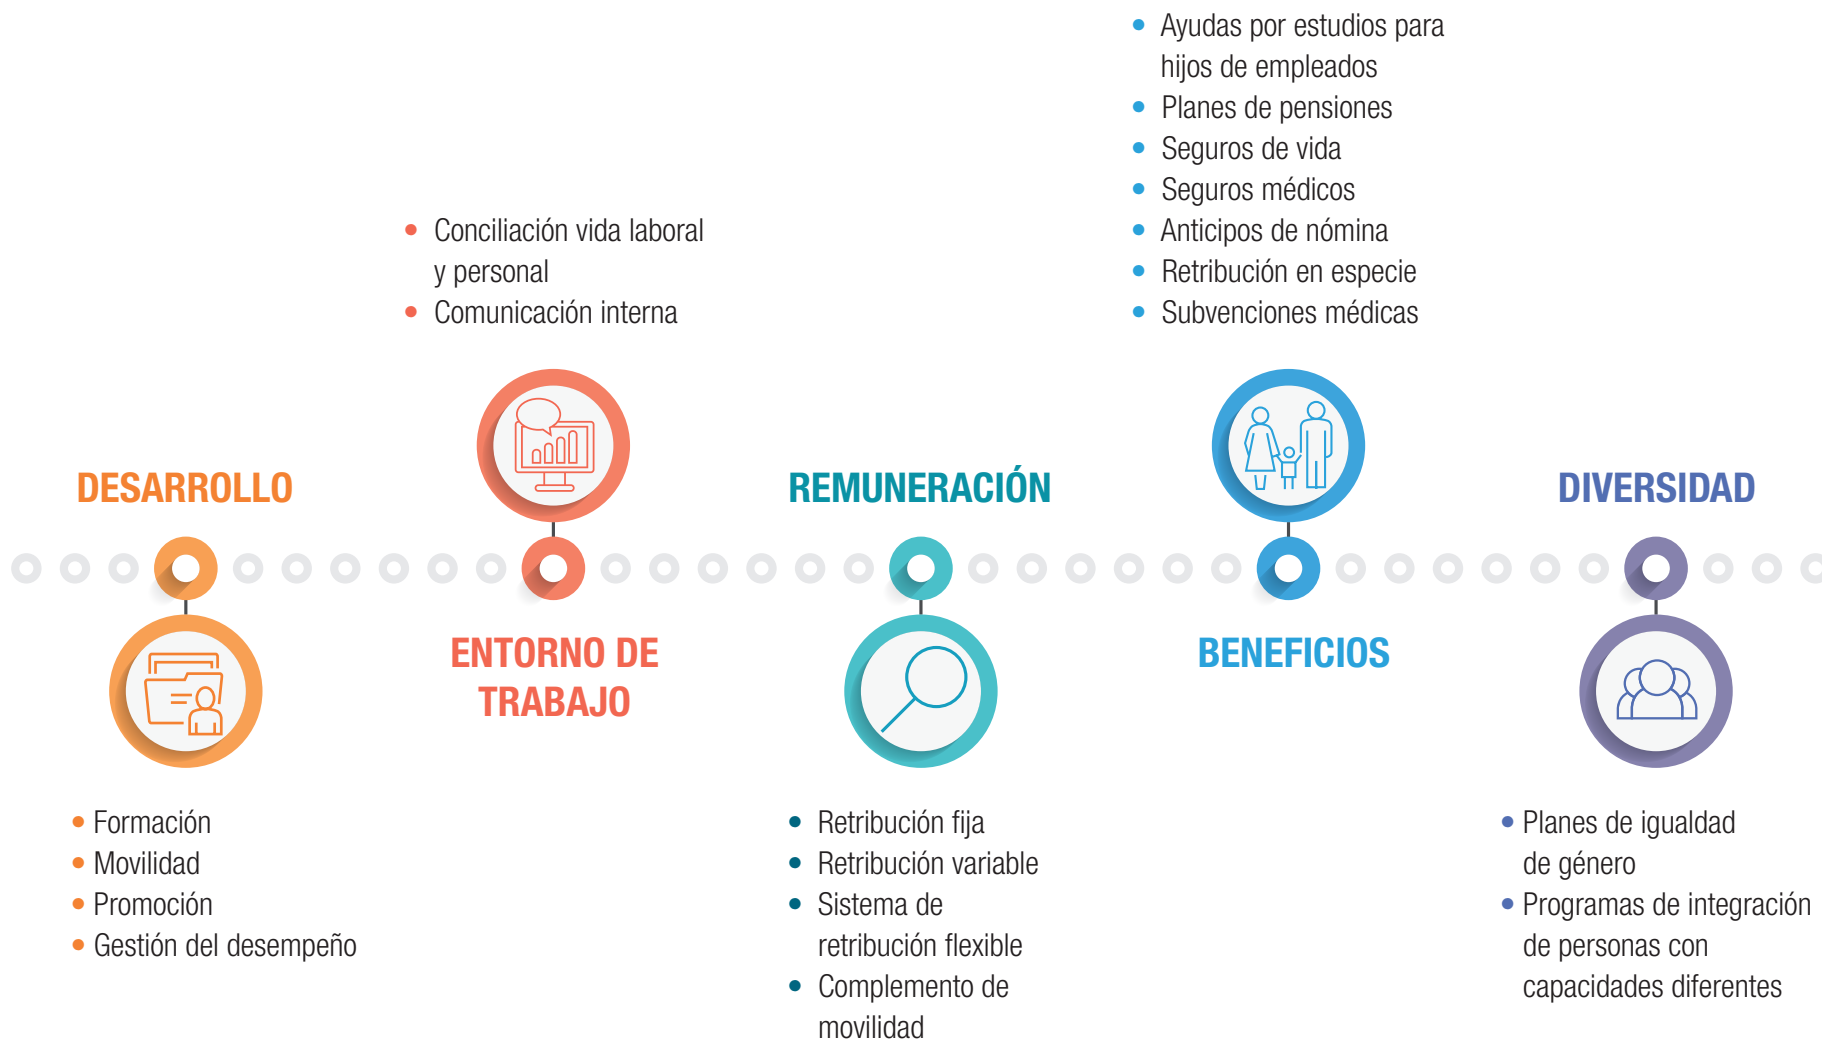 DESARROLLO
• Formación
• Movilidad
• Promoción
• Gestión del desempeño
• Conciliación vida laboral
y personal
• Comunicación interna
ENTORNO DE
TRABAJO
REMUNERACIÓN
• Retribución fija
• Retribución variable
• Sistema de
retribución flexible
• Complemento de
movilidad
• Ayudas por estudios para
hijos de empleados
• Planes de pensiones
• Seguros de vida
• Seguros médicos
• Anticipos de nómina
• Retribución en especie
• Subvenciones médicas
BENEFICIOS
DIVERSIDAD
• Planes de igualdad
de género
• Programas de integración
de personas con
capacidades diferentes